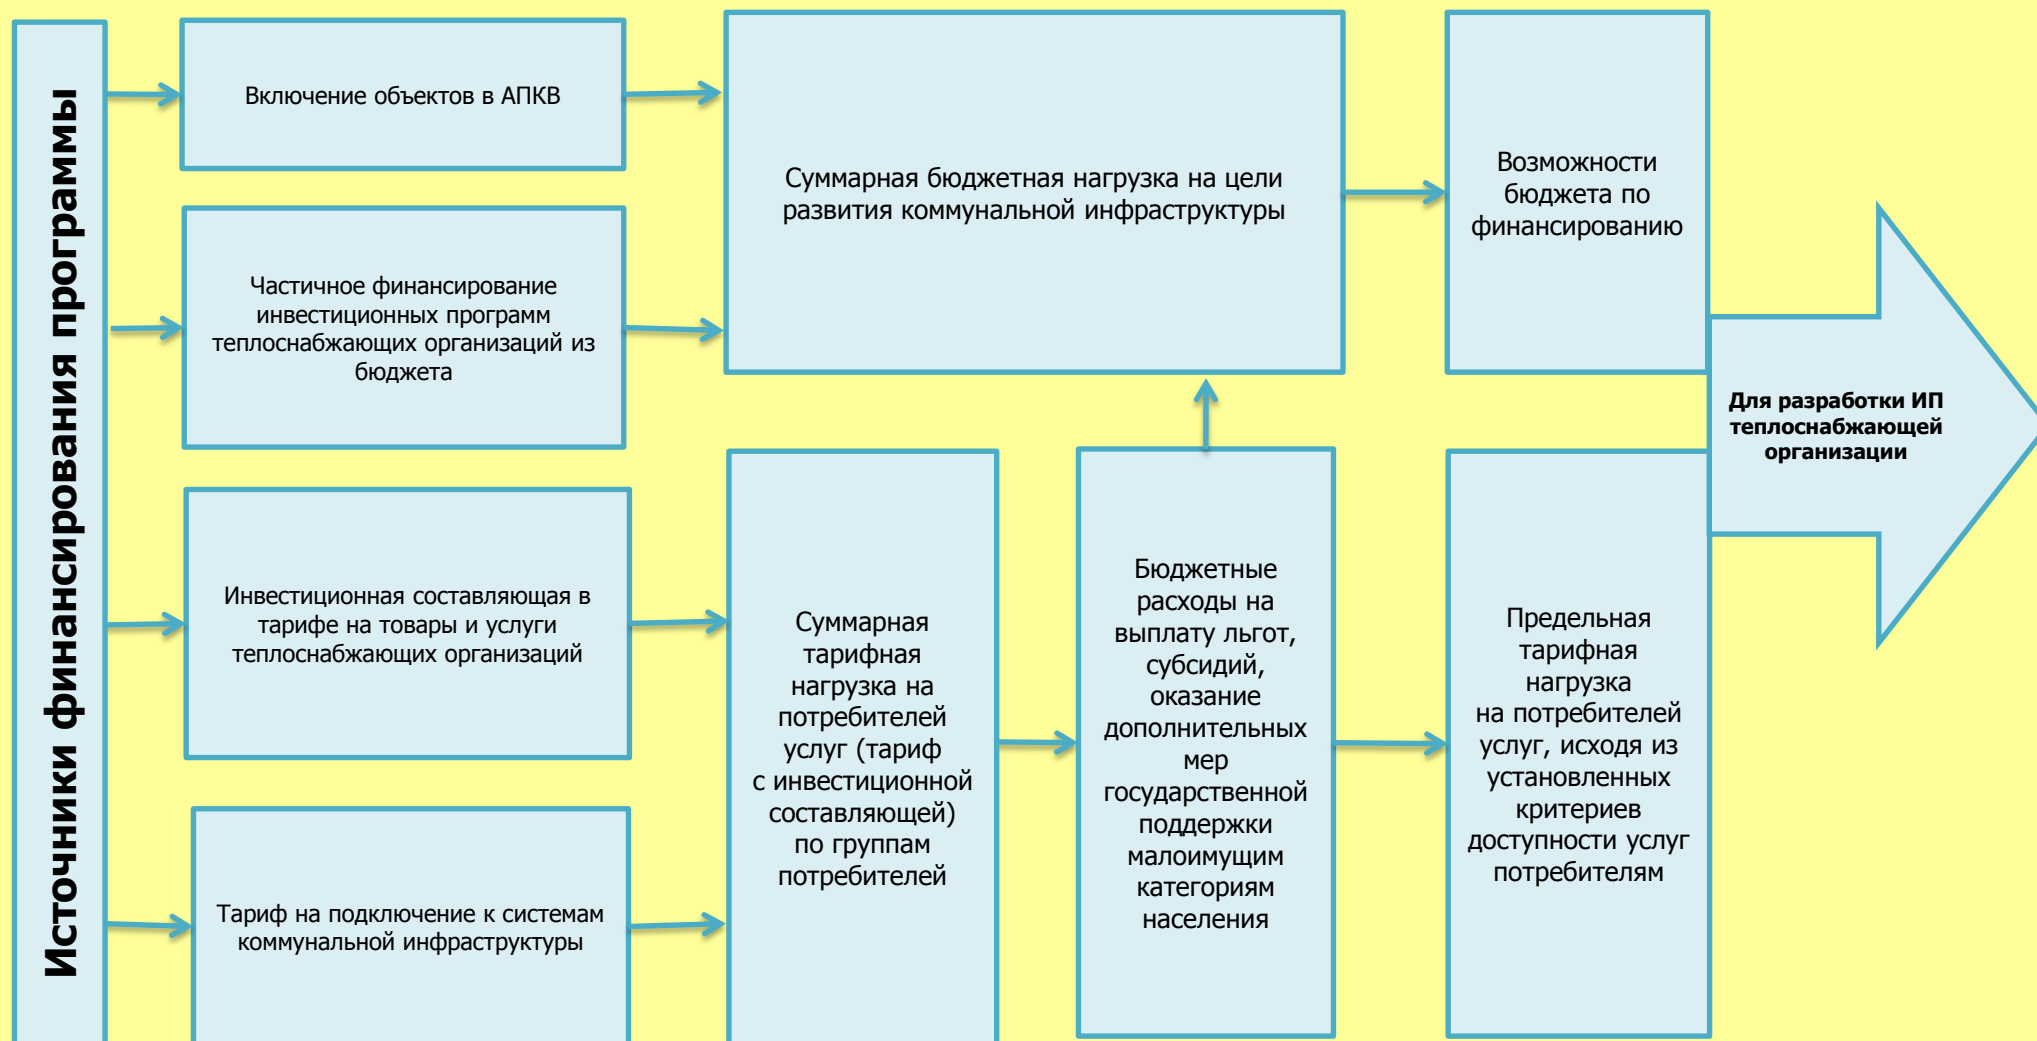 Источники финансирования программы
Включение объектов в АПКВ
Частичное финансирование
инвестиционных программ
теплоснабжающих организаций из
бюджета
Инвестиционная составляющая в
тарифе на товары и услуги
теплоснабжающих организаций
Тариф на подключение к системам
коммунальной инфраструктуры
Суммарная бюджетная нагрузка на цели
развития коммунальной инфраструктуры
Суммарная
тарифная
нагрузка на
потребителей
услуг (тариф
с инвестиционной
составляющей)
по группам
потребителей
Бюджетные
расходы на
выплату льгот,
субсидий,
оказание
дополнительных
мер
государственной
поддержки
малоимущим
категориям
населения
Возможности
бюджета по
финансированию
Предельная
тарифная
нагрузка
на потребителей
услуг, исходя из
установленных
критериев
доступности услуг
потребителям
Для разработки ИП
теплоснабжающей
организации